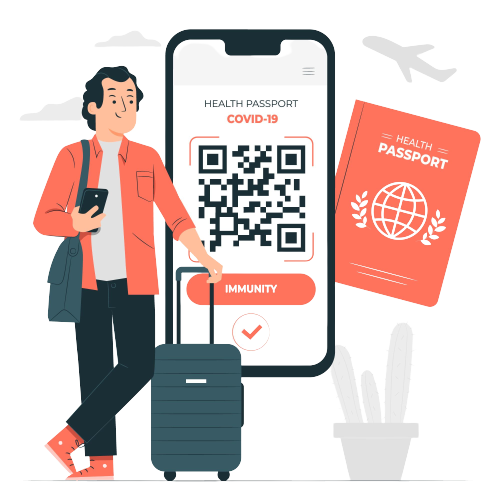 HEALTH PASSPORT
COVID-19
IMMUNITY
HEALTH
PASSPORT